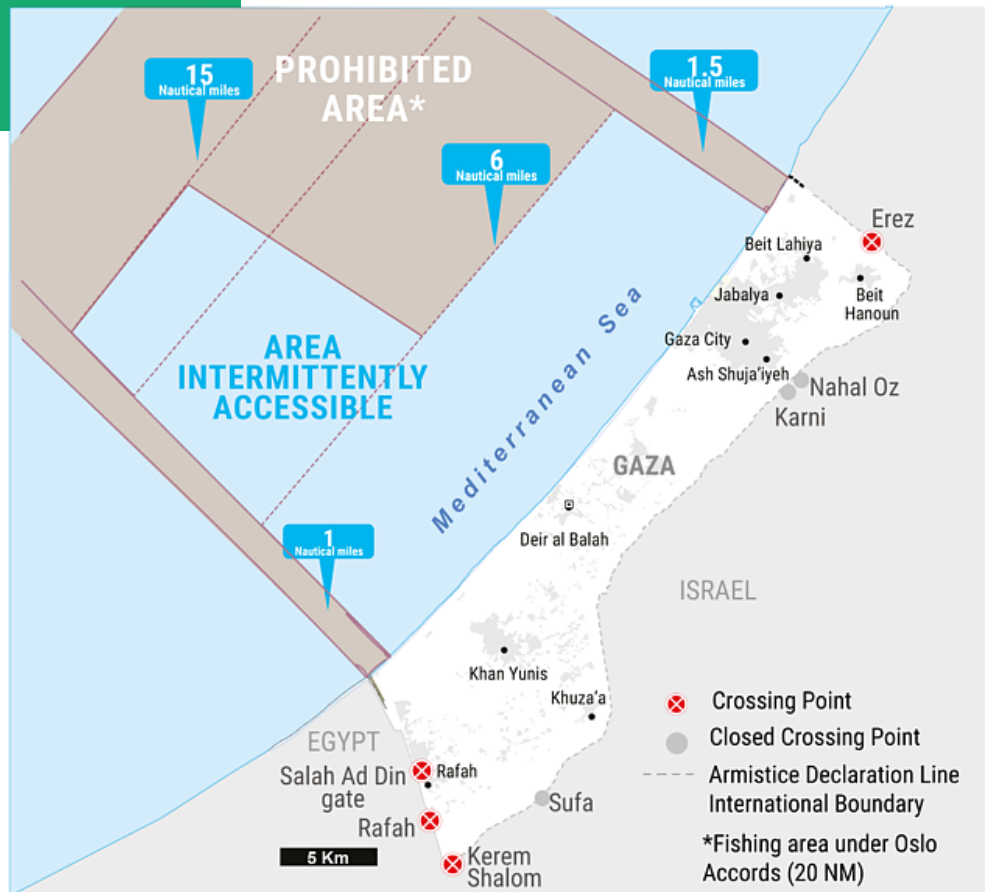 15
Nautical miles
PROHIBITED
AREA*
1.5
Nautical miles
6
Nautical miles
Erez
Beit Lahiya
Jabalya
Beit
Hanoun
Gaza City
Ash Shuja'iyeh
Nahal Oz
Karni
AREA
INTERMITTENTLY
ACCESSIBLE
Mediterranean Sea
GAZA
1
Nautical miles
Deir al Balah
ISRAEL
Khan Yunis
Khuza'a
EGYPT
Salah Ad Din
gate
Rafah
Rafah
Sufa
Kerem
Shalom
5 Km
Crossing Point
Closed Crossing Point
Armistice Declaration Line
International Boundary
*Fishing area under Oslo
Accords (20 NM)